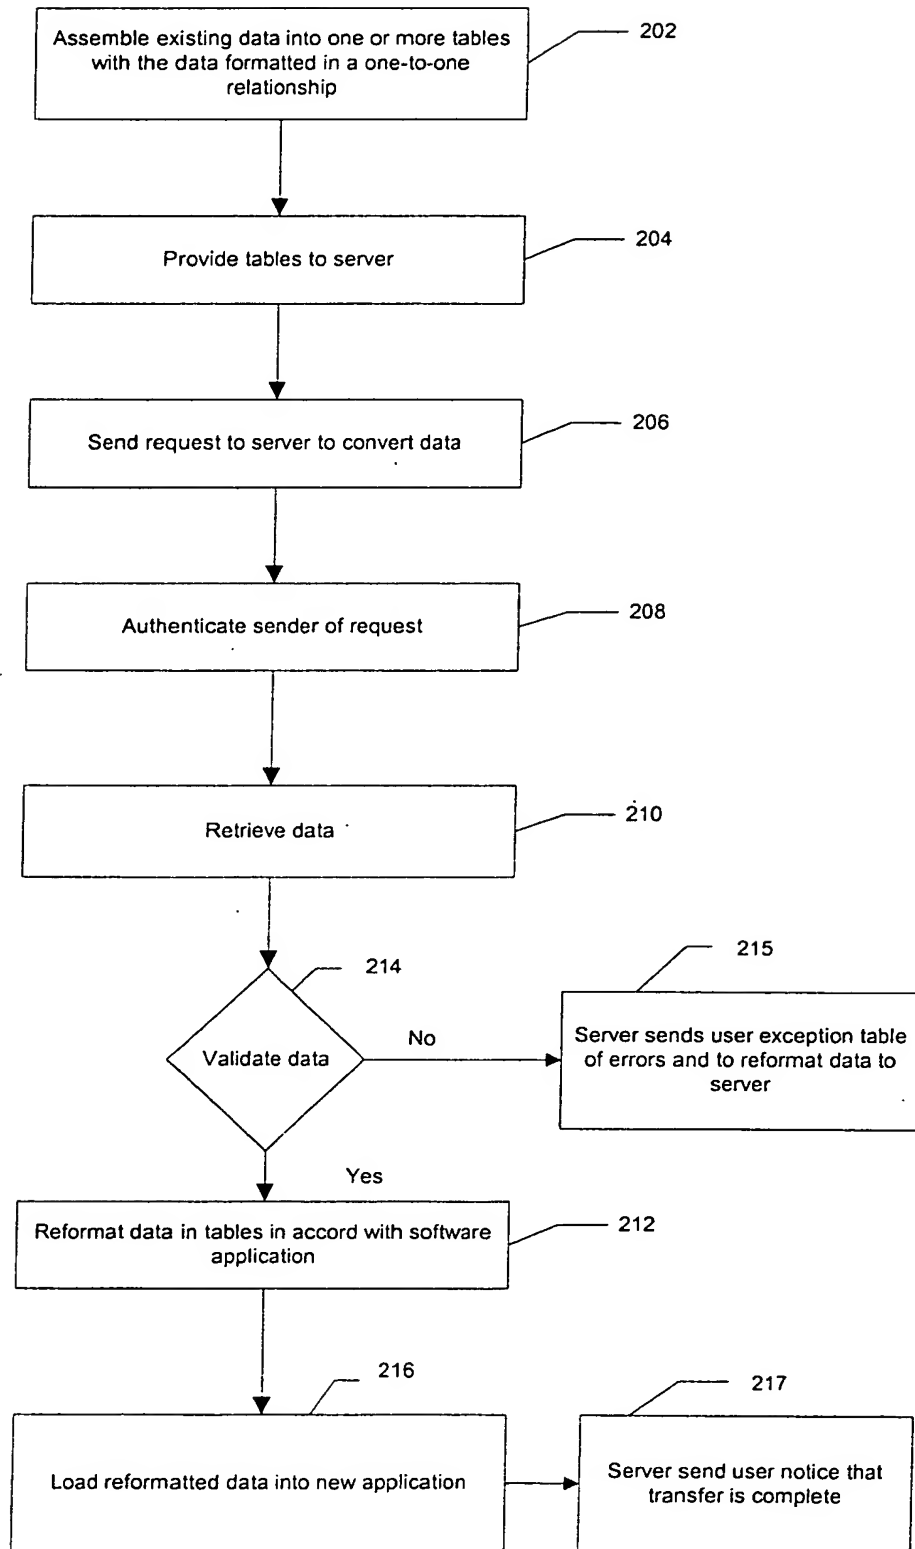 Assemble existing data into one or more tables
with the data formatted in a one-to-one
relationship
202
Provide tables to server
204
Send request to server to convert data
206
Authenticate sender of request
208
Retrieve data
210
214
Validate data
No
215
Server sends user exception table
of errors and to reformat data to
server
Yes
Reformat data in tables in accord with software
application
212
216
Load reformatted data into new application
217
Server send user notice that
transfer is complete